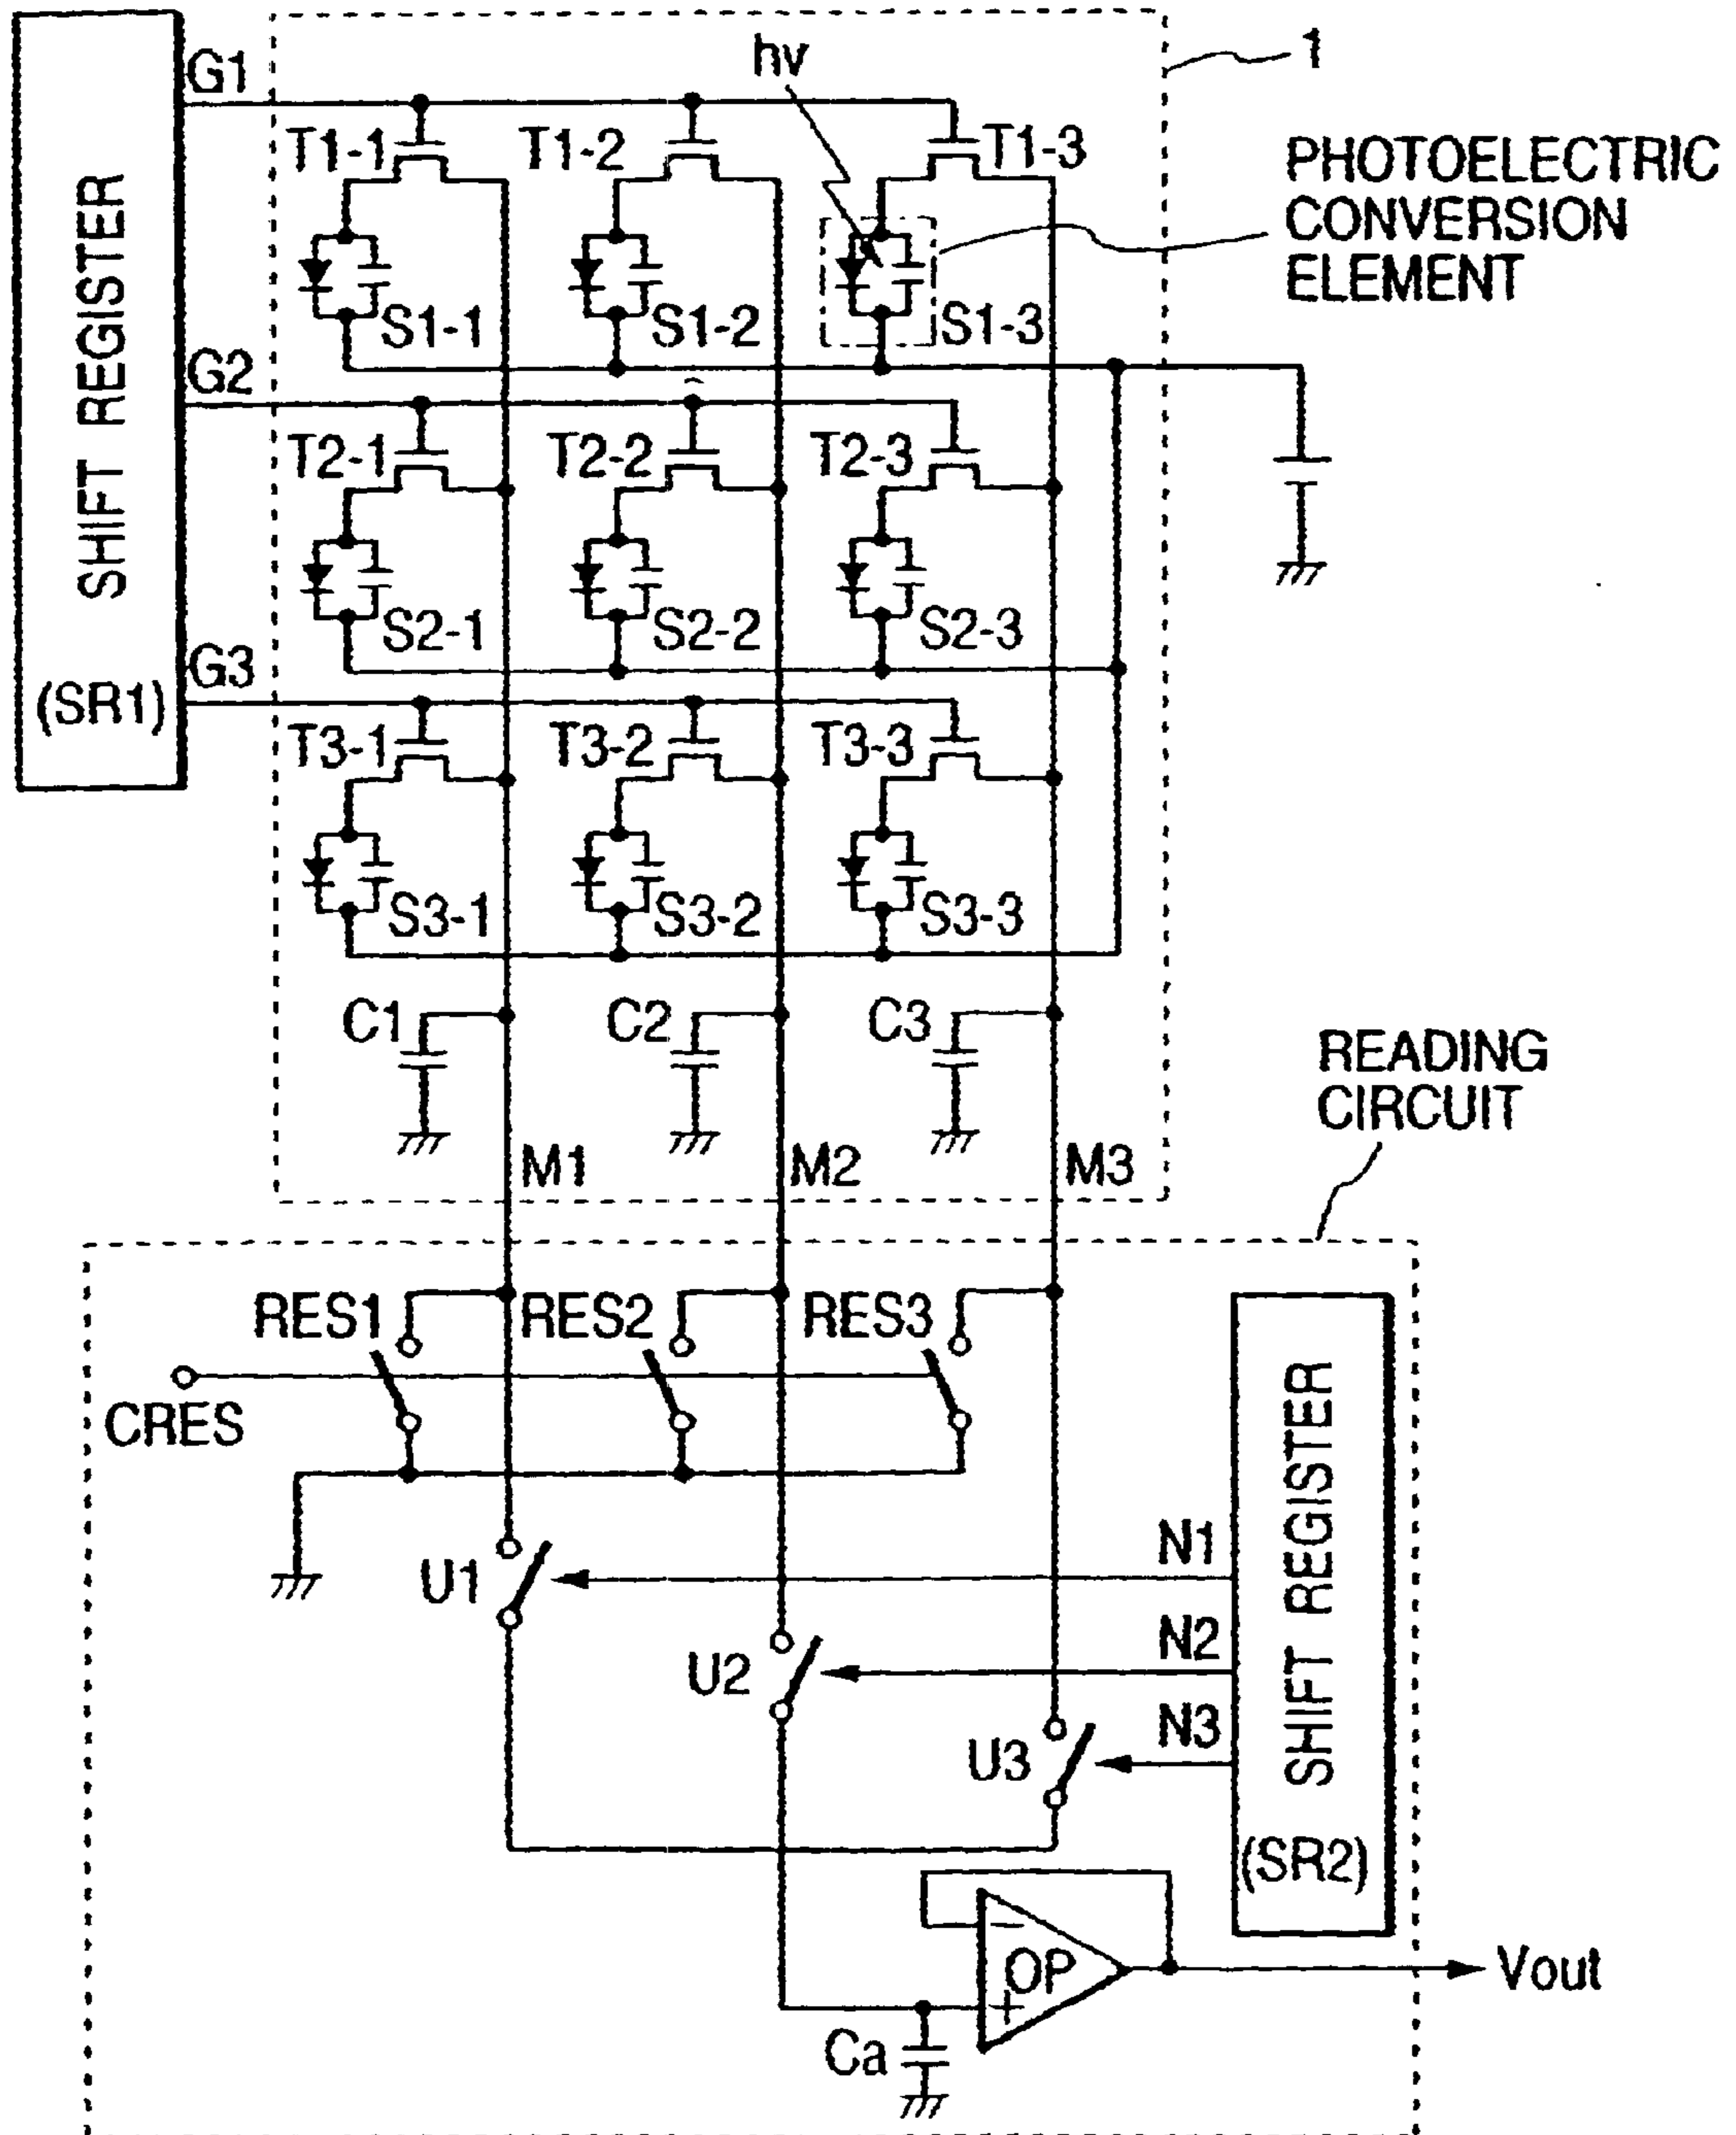 G1
hv
1
T1-1
T1-2
T1-3
PHOTOELECTRIC
CONVERSION
ELEMENT
SHIFT REGISTER
(SR1)
S1-1
S1-2
S1-3
G2
T2-1
T2-2
T2-3
S2-1
S2-2
S2-3
G3
T3-1
T3-2
T3-3
S3-1
S3-2
S3-3
C1
C2
C3
READING
CIRCUIT
M1
M2
M3
RES1
RES2
RES3
CRES
SHIFT REGISTER
(SR2)
N1
U1
N2
U2
N3
U3
−
OP
+
Vout
Ca